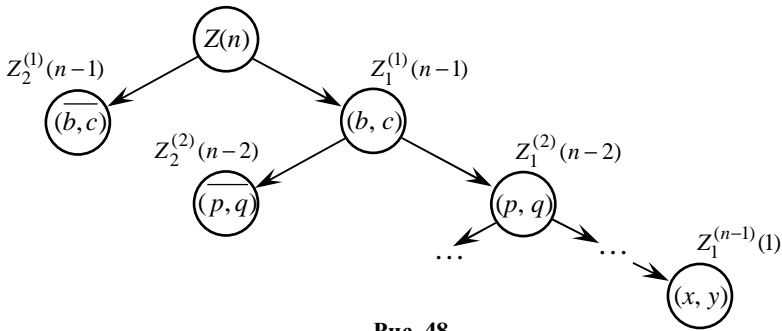 Z(n)
Z_2^{(1)}(n−1)
Z_1^{(1)}(n−1)
(\overline{b, c})
(b, c)
Z_2^{(2)}(n−2)
Z_1^{(2)}(n−2)
(\overline{p, q})
(p, q)
...
...
Z_1^{(n−1)}(1)
(x, y)
Рис. 48